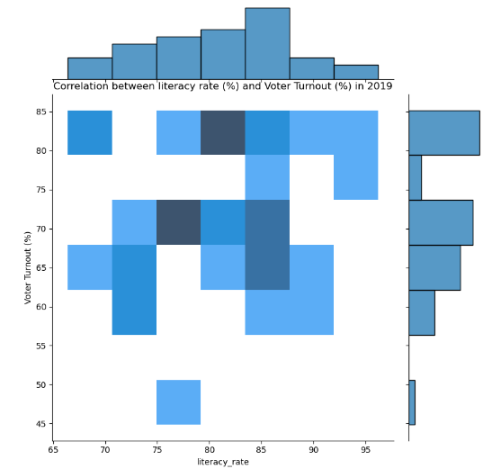 Correlation between literacy rate (%) and Voter Turnout (%) in 2019
Voter Turnout (%)
85
80
75
70
65
60
55
50
45
65 70 75 80 85 90 95
literacy_rate